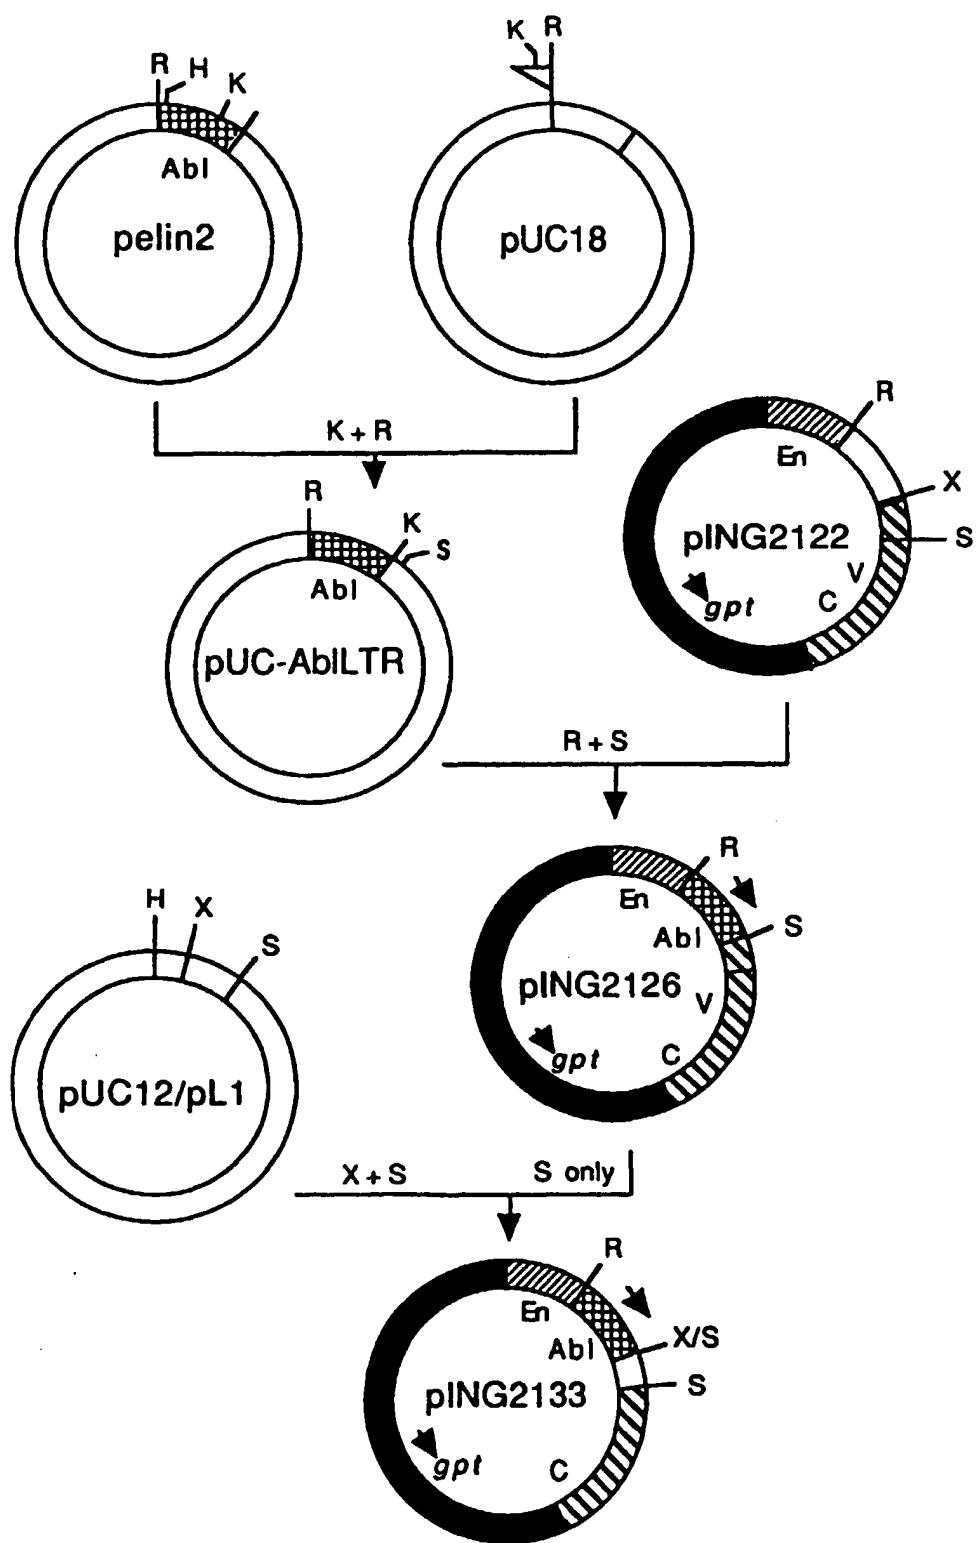 R H K
Abl
pelin2
K R
pUC18
K + R
R K S
Abl
pUC-AblLTR
R
En
X
pING2122
S
V
C
gpt
R + S
R
En
Abl
S
pING2126
V
gpt
C
H X S
pUC12/pL1
X + S
S only
R
En
Abl
X/S
S
pING2133
gpt
C